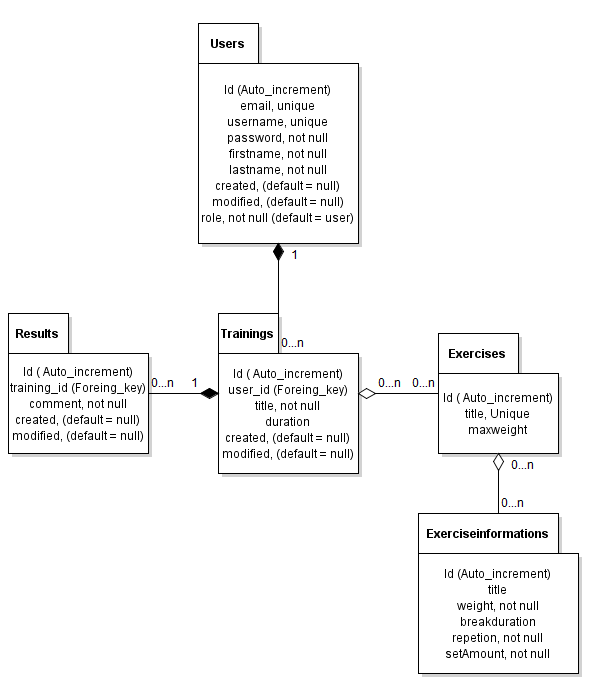 Users
Id (Auto_increment)
email, unique
username, unique
password, not null
firstname, not null
lastname, not null
created, (default = null)
modified, (default = null)
role, not null (default = user)
1
0...n
Results
Id ( Auto_increment)
training_id (Foreing_key)
comment, not null
created, (default = null)
modified, (default = null)
0...n
1
Trainings
Id ( Auto_increment)
user_id (Foreing_key)
title, not null
duration
created, (default = null)
modified, (default = null)
0...n
0...n
Exercises
Id ( Auto_increment)
title, Unique
maxweight
0...n
0...n
Exerciseinformations
Id (Auto_increment)
title
weight, not null
breakduration
repetion, not null
setAmount, not null